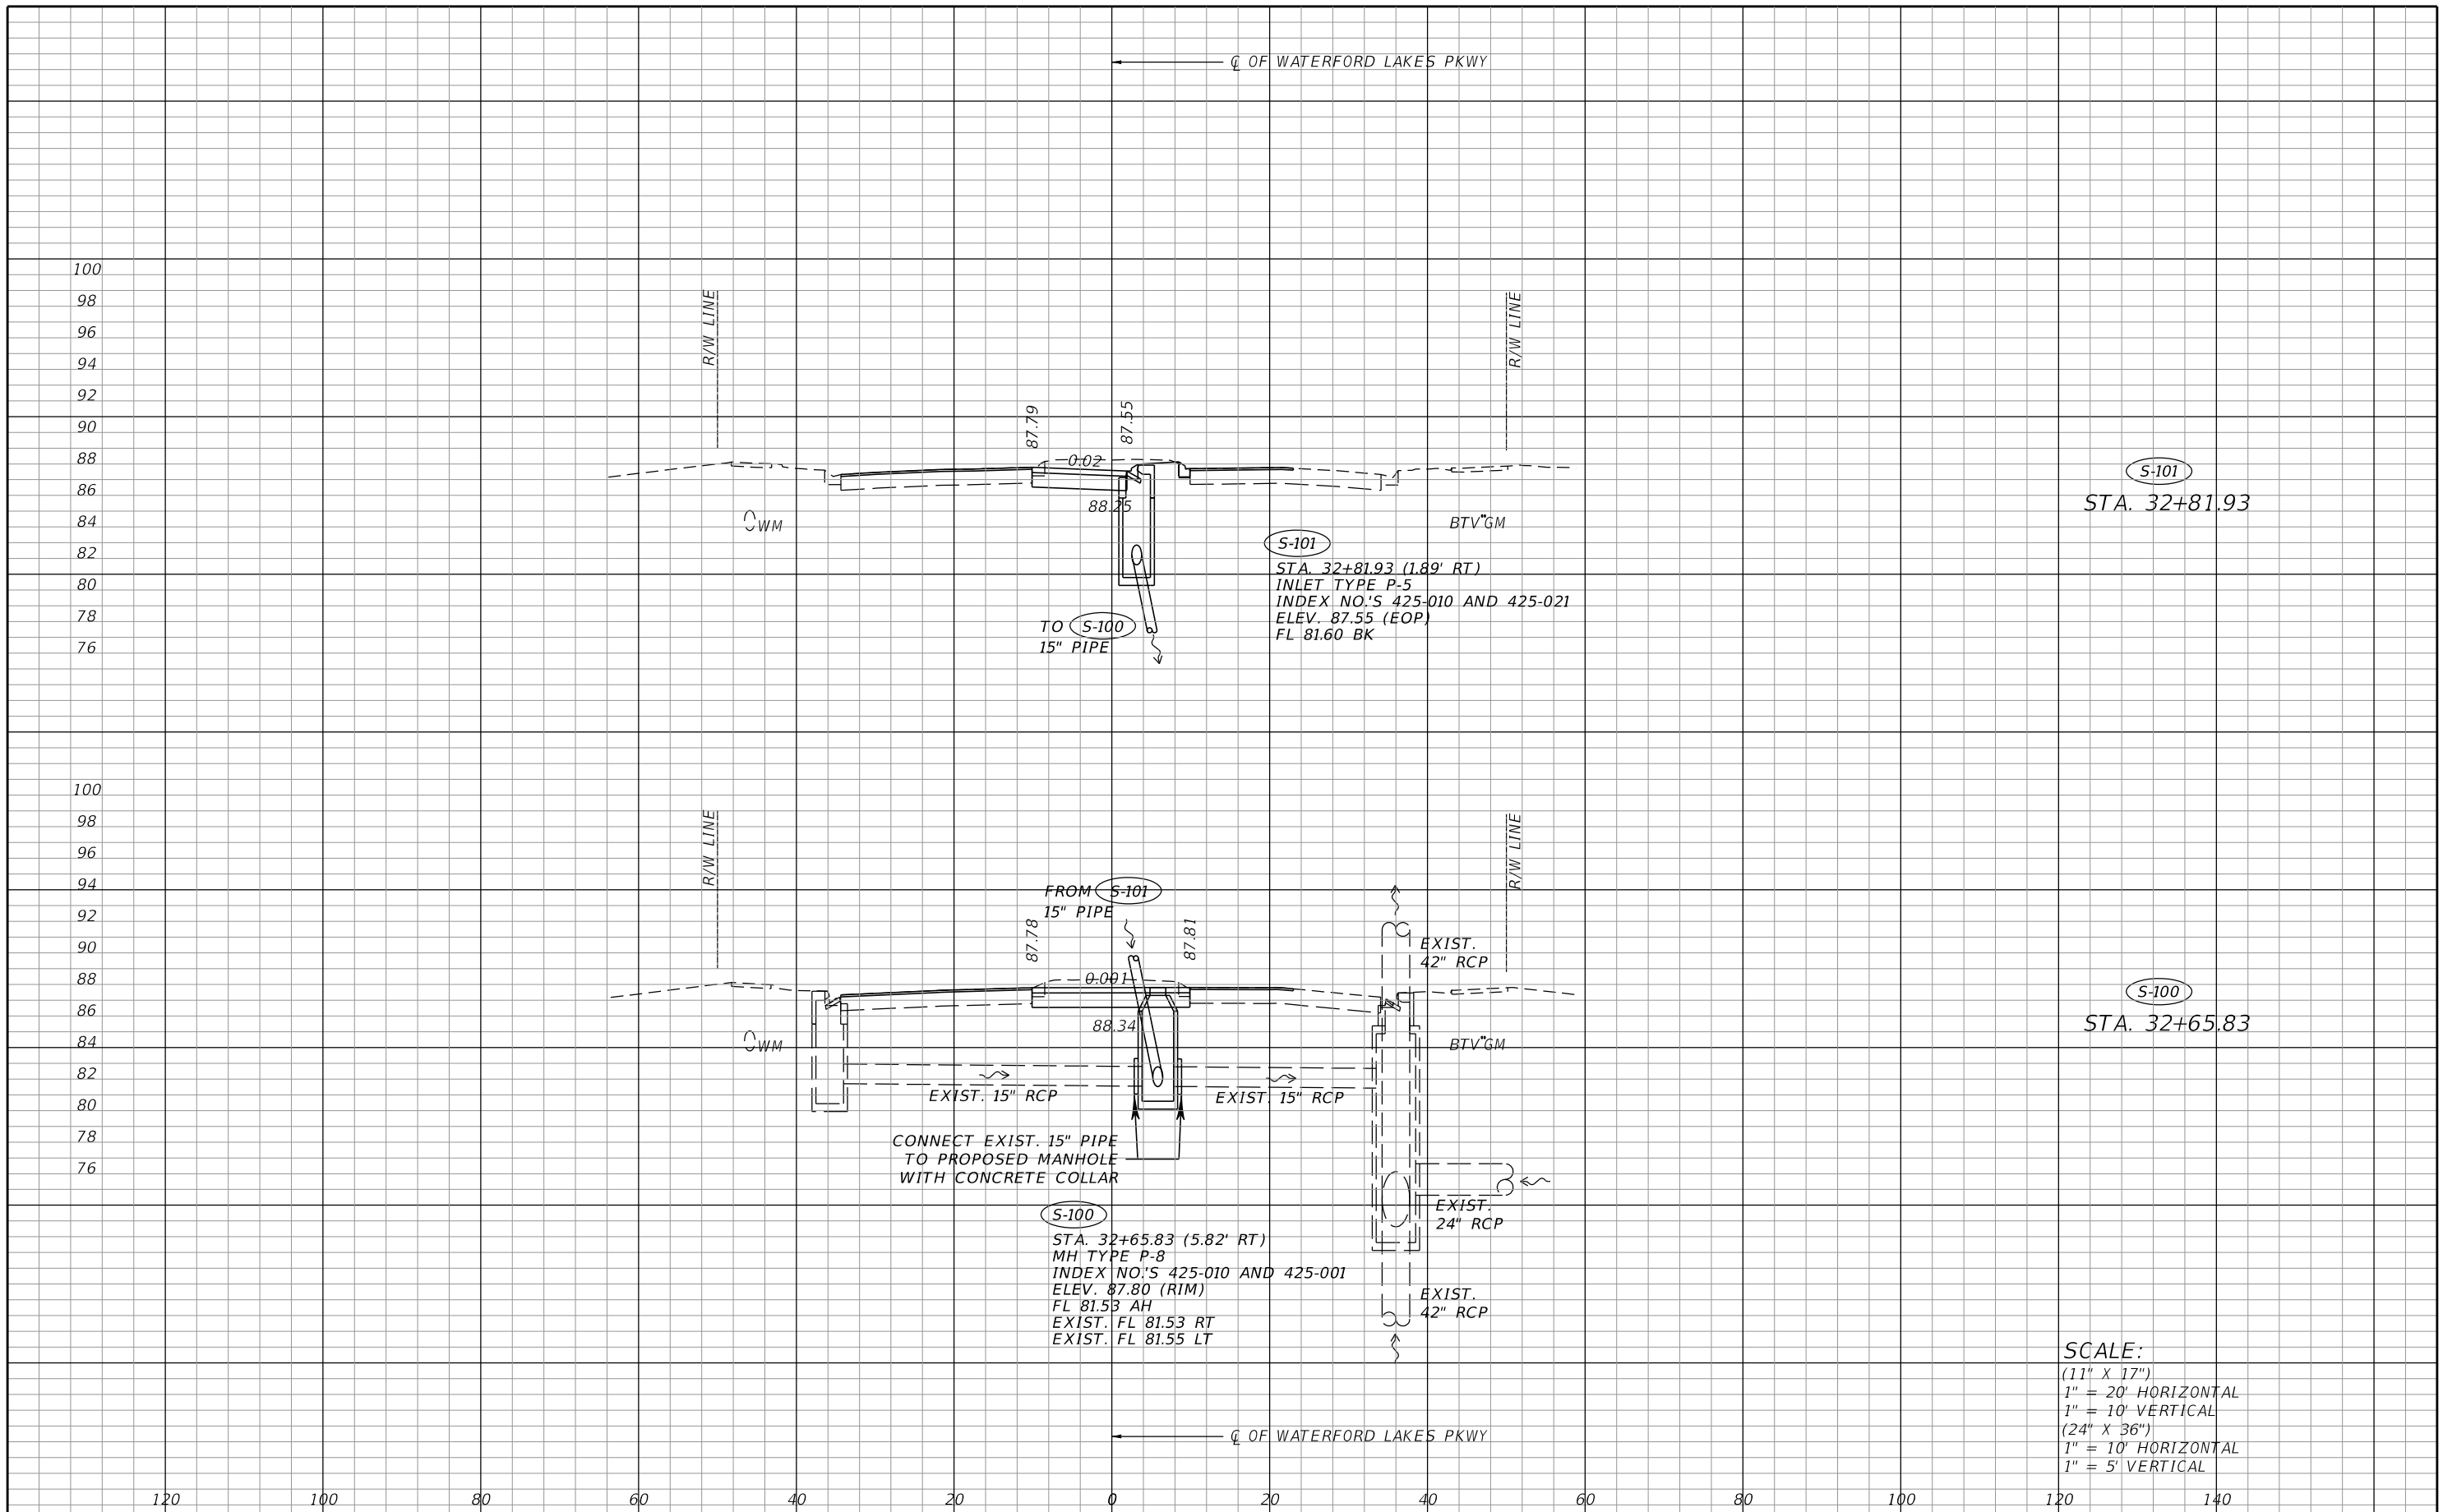 ℄ OF WATERFORD LAKES PKWY
100
98
96
94
92
90
88
86
84
82
80
78
76
R/W LINE
R/W LINE
87.79
87.55
0.02
88.25
WM
BTV GM
S-101
STA. 32+81.93
S-101
STA. 32+81.93 (1.89' RT)
INLET TYPE P-5
INDEX NO.'S 425-010 AND 425-021
ELEV. 87.55 (EOP)
FL 81.60 BK
TO S-100
15" PIPE
100
98
96
94
92
90
88
86
84
82
80
78
76
R/W LINE
R/W LINE
FROM S-101
15" PIPE
87.78
87.81
0.001
88.34
EXIST.
42" RCP
WM
BTV GM
S-100
STA. 32+65.83
EXIST. 15" RCP
EXIST. 15" RCP
CONNECT EXIST. 15" PIPE
TO PROPOSED MANHOLE
WITH CONCRETE COLLAR
EXIST.
24" RCP
S-100
STA. 32+65.83 (5.82' RT)
MH TYPE P-8
INDEX NO.'S 425-010 AND 425-001
ELEV. 87.80 (RIM)
FL 81.53 AH
EXIST. FL 81.53 RT
EXIST. FL 81.55 LT
EXIST.
42" RCP
SCALE:
(11" X 17")
1" = 20' HORIZONTAL
1" = 10' VERTICAL
(24" X 36")
1" = 10' HORIZONTAL
1" = 5' VERTICAL
℄ OF WATERFORD LAKES PKWY
120 100 80 60 40 20 0 20 40 60 80 100 120 140